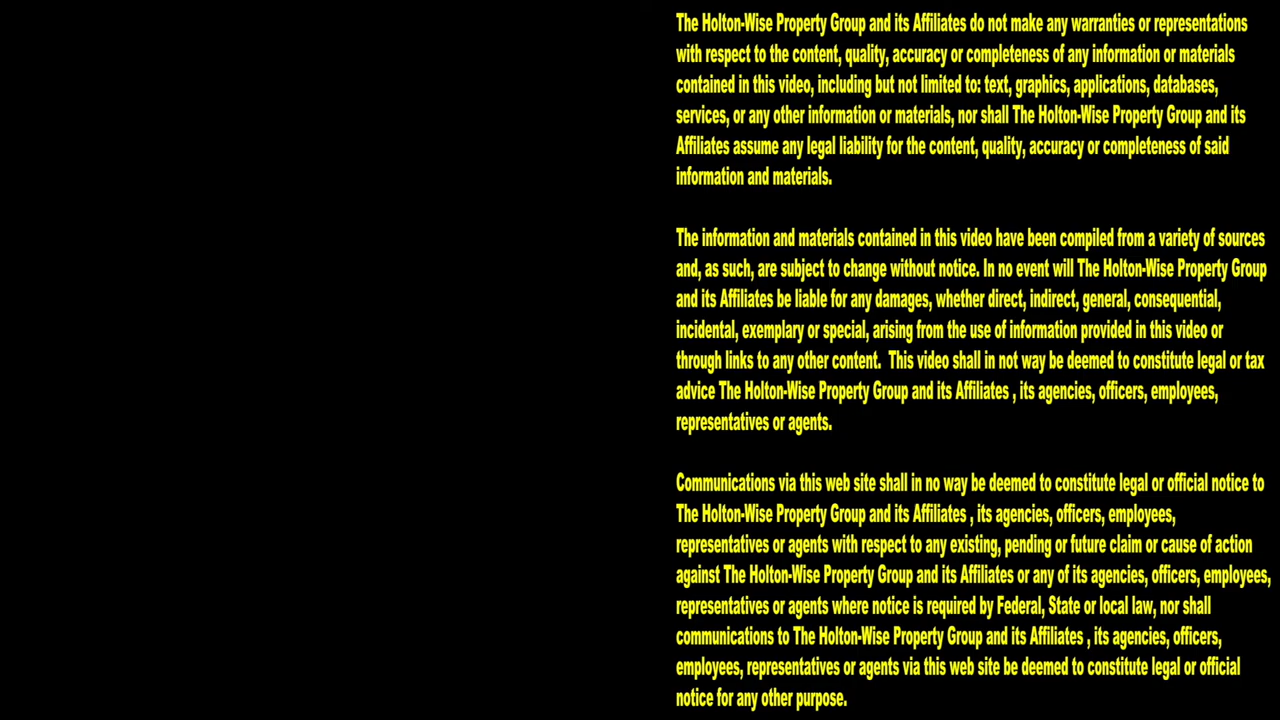 The Holton-Wise Property Group and its Affiliates do not make any warranties or representations
with respect to the content, quality, accuracy or completeness of any information or materials
contained in this video, including but not limited to: text, graphics, applications, databases,
services, or any other information or materials, nor shall The Holton-Wise Property Group and its
Affiliates assume any legal liability for the content, quality, accuracy or completeness of said
information and materials.
The information and materials contained in this video have been compiled from a variety of sources
and, as such, are subject to change without notice. In no event will The Holton-Wise Property Group
and its Affiliates be liable for any damages, whether direct, indirect, general, consequential,
incidental, exemplary or special, arising from the use of information provided in this video or
through links to any other content.  This video shall in not way be deemed to constitute legal or tax
advice The Holton-Wise Property Group and its Affiliates , its agencies, officers, employees,
representatives or agents.
Communications via this web site shall in no way be deemed to constitute legal or official notice to
The Holton-Wise Property Group and its Affiliates , its agencies, officers, employees,
representatives or agents with respect to any existing, pending or future claim or cause of action
against The Holton-Wise Property Group and its Affiliates or any of its agencies, officers, employees,
representatives or agents where notice is required by Federal, State or local law, nor shall
communications to The Holton-Wise Property Group and its Affiliates , its agencies, officers,
employees, representatives or agents via this web site be deemed to constitute legal or official
notice for any other purpose.